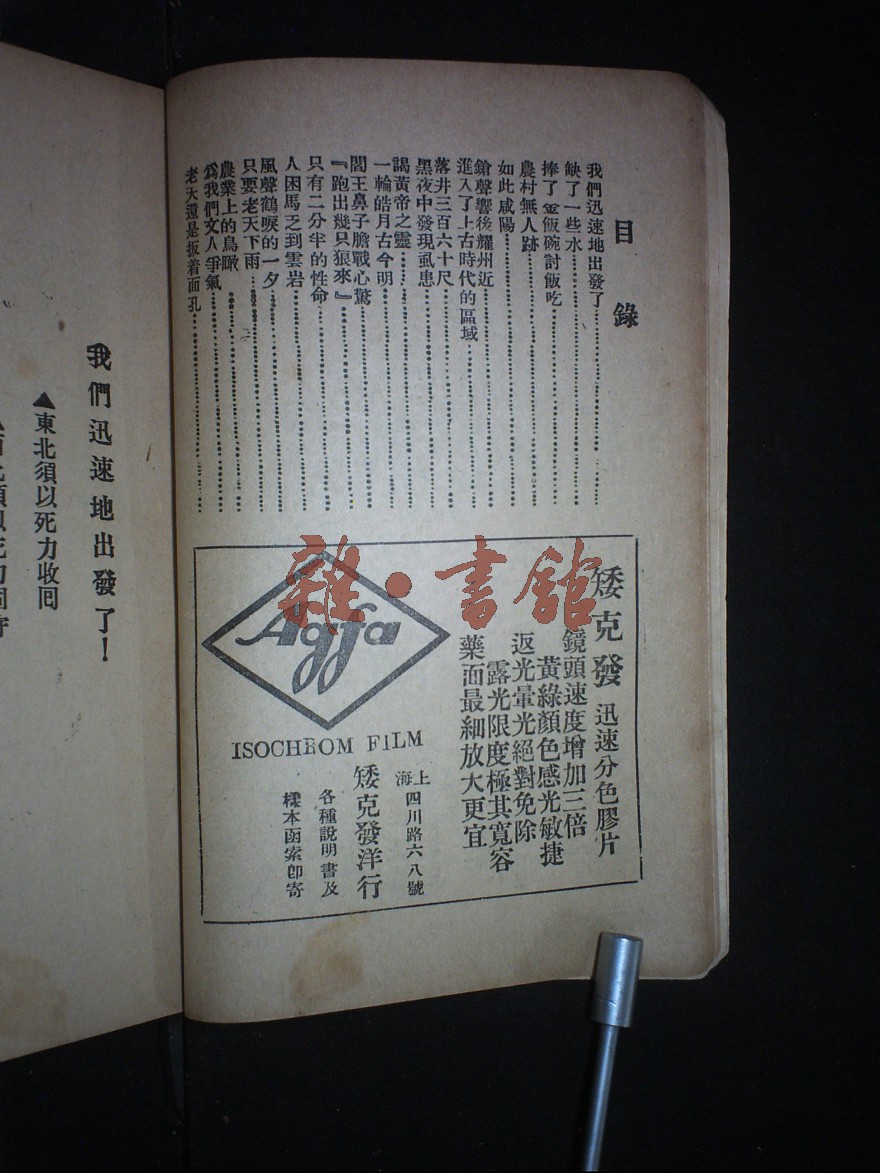 目錄
我們迅速地出發了
缺了一些水
捧了金飯碗討飯吃
農村無人跡
如此咸陽
鎗聲響後耀州近
進入了上古時代的區域
落井三百六十尺
黑夜中發現虱患
謁黃帝之靈
一輪皓月古今明
閻王鼻子膽戰心驚
『跑出幾只狼來』
只有二分半的性命
人困馬乏到雲岩
風聲鶴唳的一夕
只要老天下雨
農業上的鳥瞰
爲我們文人爭氣
老天還是扳着面孔
矮克發 迅速分色膠片
鏡頭速度增加三倍
黃綠顏色感光敏捷
返光暈光絕對免除
露光限度極其寬容
藥面最細放大更宜
Agfa
ISOCHROM FILM
上海四川路六八號
矮克發洋行
各種說明書及
樣本函索卽寄
雜·書館
我們迅速地出發了！
▲東北須以死力收囘